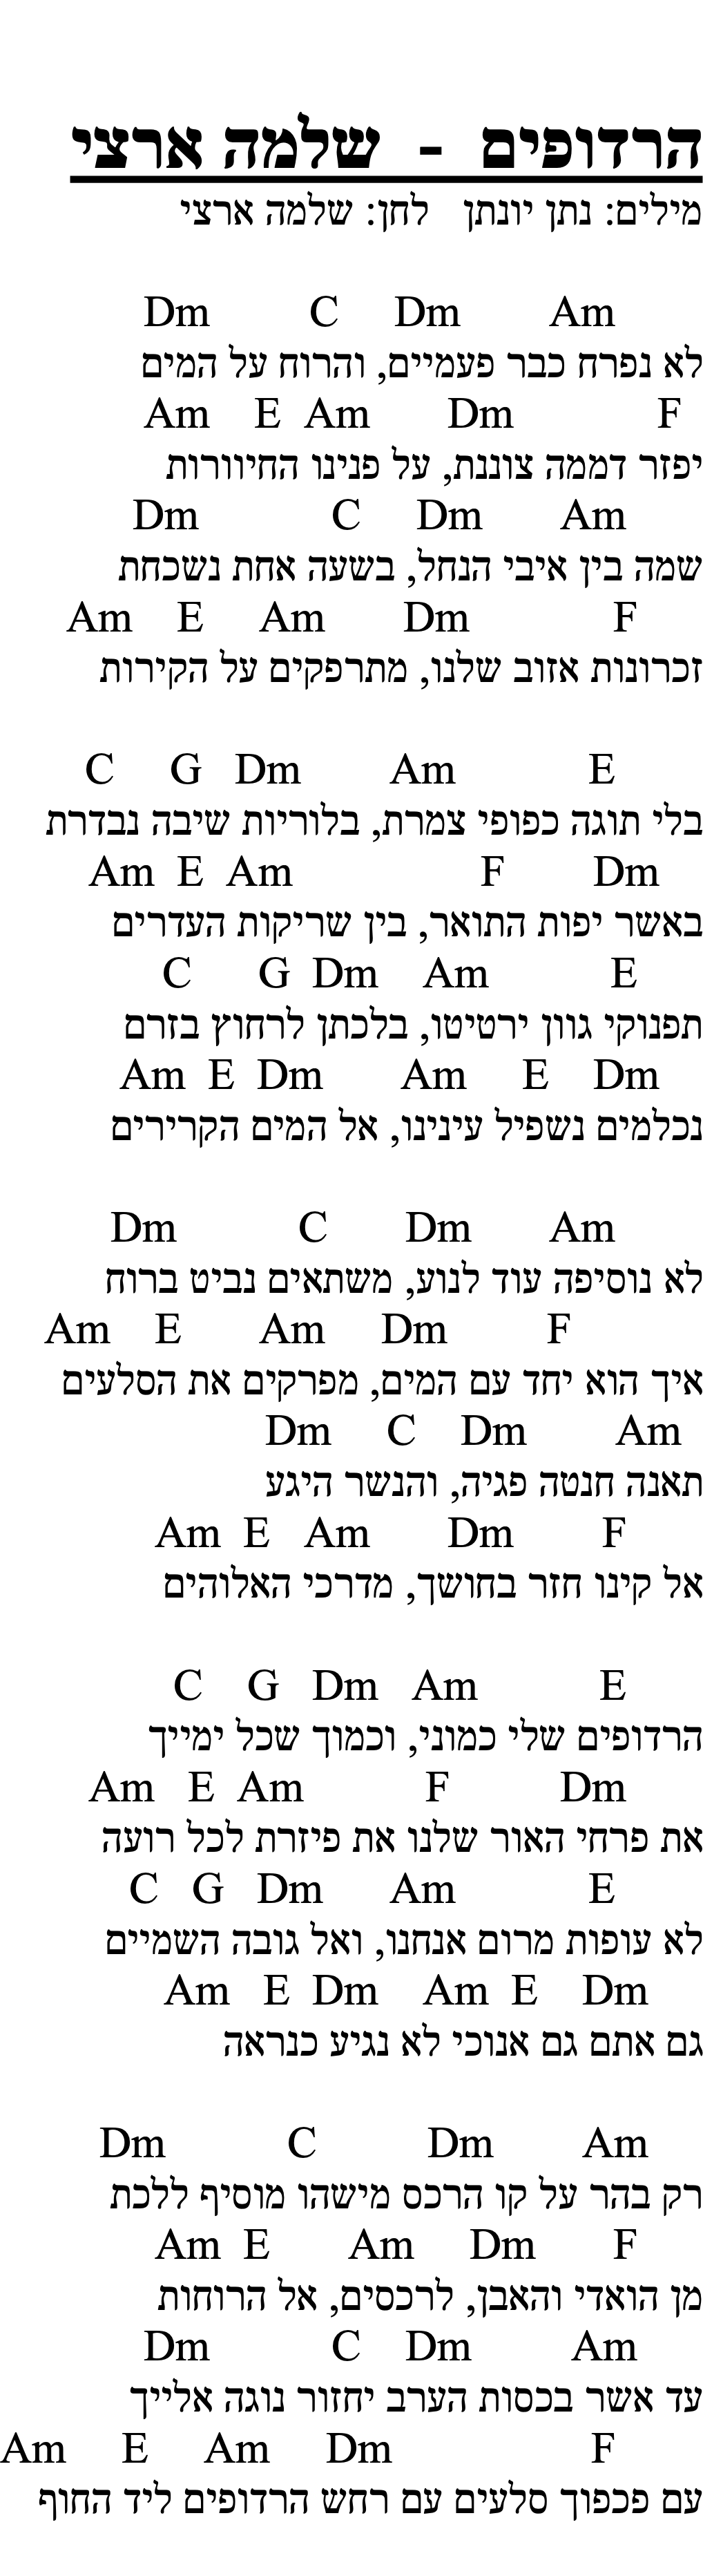 הרדופים - שלמה ארצי
מילים: נתן יונתן לחן: שלמה ארצי
Dm C Dm Am
לא נפרח כבר פעמיים, והרוח על המים
Am E Am Dm F
יפזר דממה צוננת, על פנינו החיוורות
Dm C Dm Am
שמה בין איבי הנחל, בשעה אחת נשכחת
Am E Am Dm F
זכרונות אזוב שלנו, מתרפקים על הקירות
C G Dm Am E
בלי תוגה כפופי צמרת, בלוריות שיבה נבדרת
Am E Am F Dm
באשר יפות התואר, בין שריקות העדרים
C G Dm Am E
תפנוקי גוון ירטיטו, בלכתן לרחוץ בזרם
Am E Dm Am E Dm
נכלמים נשפיל עינינו, אל המים הקרירים
Dm C Dm Am
לא נוסיפה עוד לנוע, משתאים נביט ברוח
Am E Am Dm F
איך הוא יחד עם המים, מפרקים את הסלעים
Dm C Dm Am
תאנה חנטה פגיה, והנשר היגע
Am E Am Dm F
אל קינו חזר בחושך, מדרכי האלוהים
C G Dm Am E
הרדופים שלי כמוני, וכמוך שכל ימייך
Am E Am F Dm
את פרחי האור שלנו את פיזרת לכל רועה
C G Dm Am E
לא עופות מרום אנחנו, ואל גובה השמיים
Am E Dm Am E Dm
גם אתם גם אנוכי לא נגיע כנראה
Dm C Dm Am
רק בהר על קו הרכס מישהו מוסיף ללכת
Am E Am Dm F
מן הואדי והאבן, לרכסים, אל הרוחות
Dm C Dm Am
עד אשר בכסות הערב יחזור נוגה אלייך
Am E Am Dm F
עם פכפוך סלעים עם רחש הרדופים ליד החוף